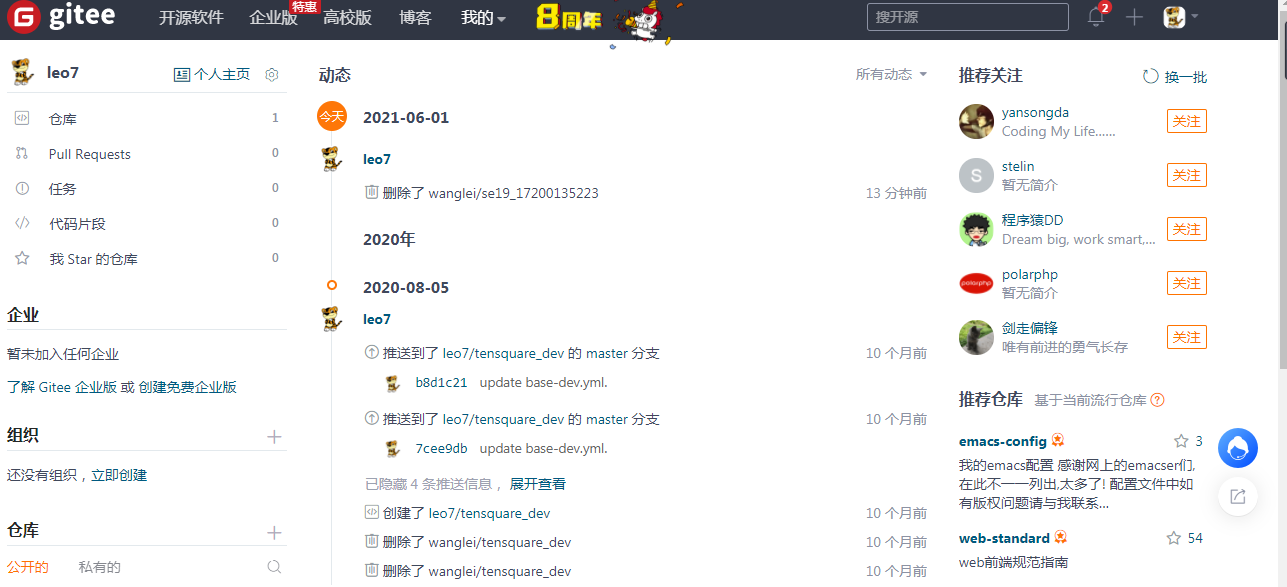 gitee 开源软件 企业版 特惠 高校版 博客 我的 8周年 搜开源 2
leo7 个人主页
仓库 1
Pull Requests 0
任务 0
代码片段 0
我 Star 的仓库 0
企业
暂未加入任何企业
了解 Gitee 企业版 或 创建免费企业版
组织
还没有组织，立即创建
仓库
公开的 私有的
动态 所有动态
今天 2021-06-01
leo7
删除了 wanglei/se19_17200135223 13 分钟前
2020年
2020-08-05
leo7
推送到了 leo7/tensquare_dev 的 master 分支 10 个月前
b8d1c21 update base-dev.yml.
推送到了 leo7/tensquare_dev 的 master 分支 10 个月前
7cee9db update base-dev.yml.
已隐藏 4 条推送信息， 展开查看
创建了 leo7/tensquare_dev 10 个月前
删除了 wanglei/tensquare_dev 10 个月前
删除了 wanglei/tensquare_dev 10 个月前
推荐关注 换一批
yansongda 关注
Coding My Life......
S stelin 关注
暂无简介
程序猿DD 关注
Dream big, work smart,...
polarphp polarphp 关注
暂无简介
剑走偏锋 关注
唯有前进的勇气长存
推荐仓库 基于当前流行仓库
emacs-config 3
我的emacs配置 感谢网上的emacser们,
在此不一一列出,太多了! 配置文件中如
有版权问题请与我联系...
web-standard 54
web前端规范指南